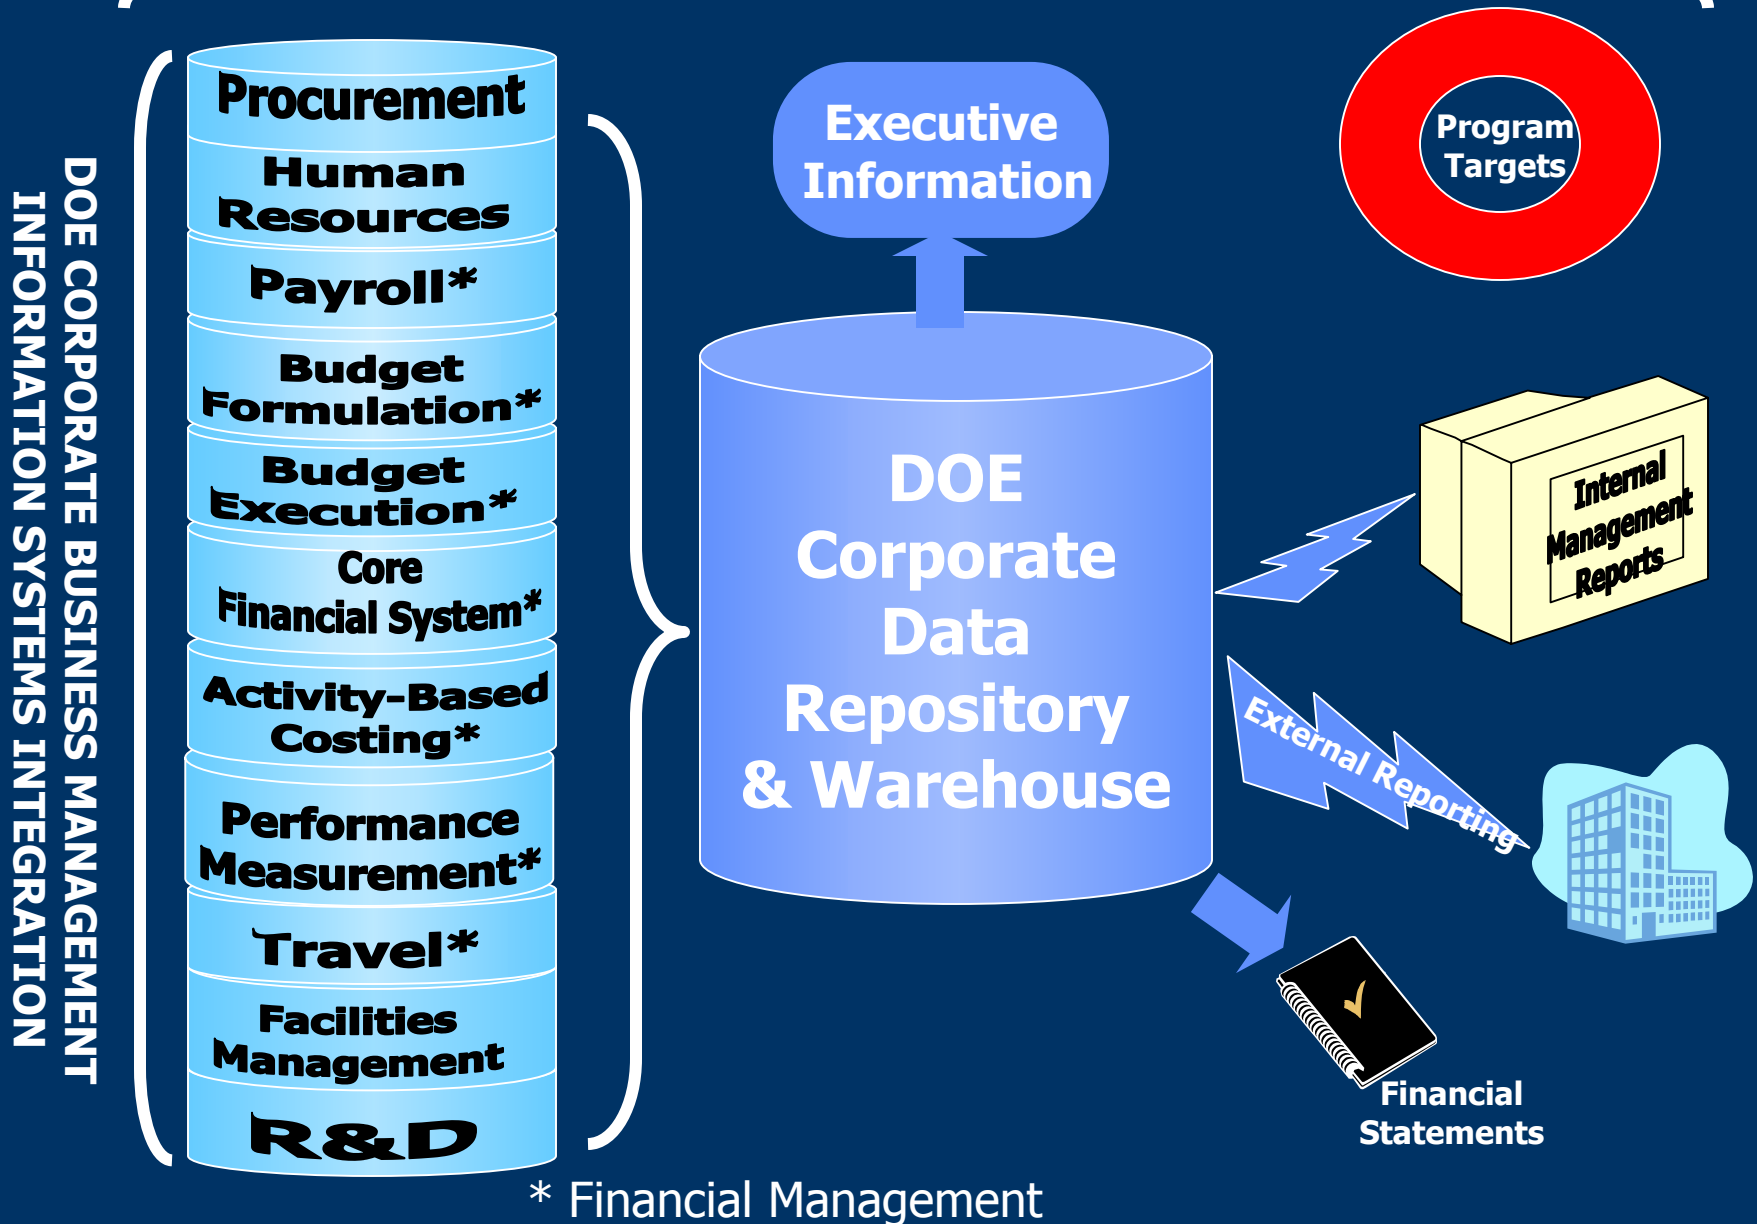 DOE CORPORATE BUSINESS MANAGEMENT
INFORMATION SYSTEMS INTEGRATION
Procurement
Human
Resources
Payroll*
Budget
Formulation*
Budget
Execution*
Core
Financial System*
Activity-Based
Costing*
Performance
Measurement*
Travel*
Facilities
Management
R&D
Executive
Information
DOE
Corporate
Data
Repository
& Warehouse
Program
Targets
Internal
Management
Reports
External Reporting
Financial
Statements
* Financial Management